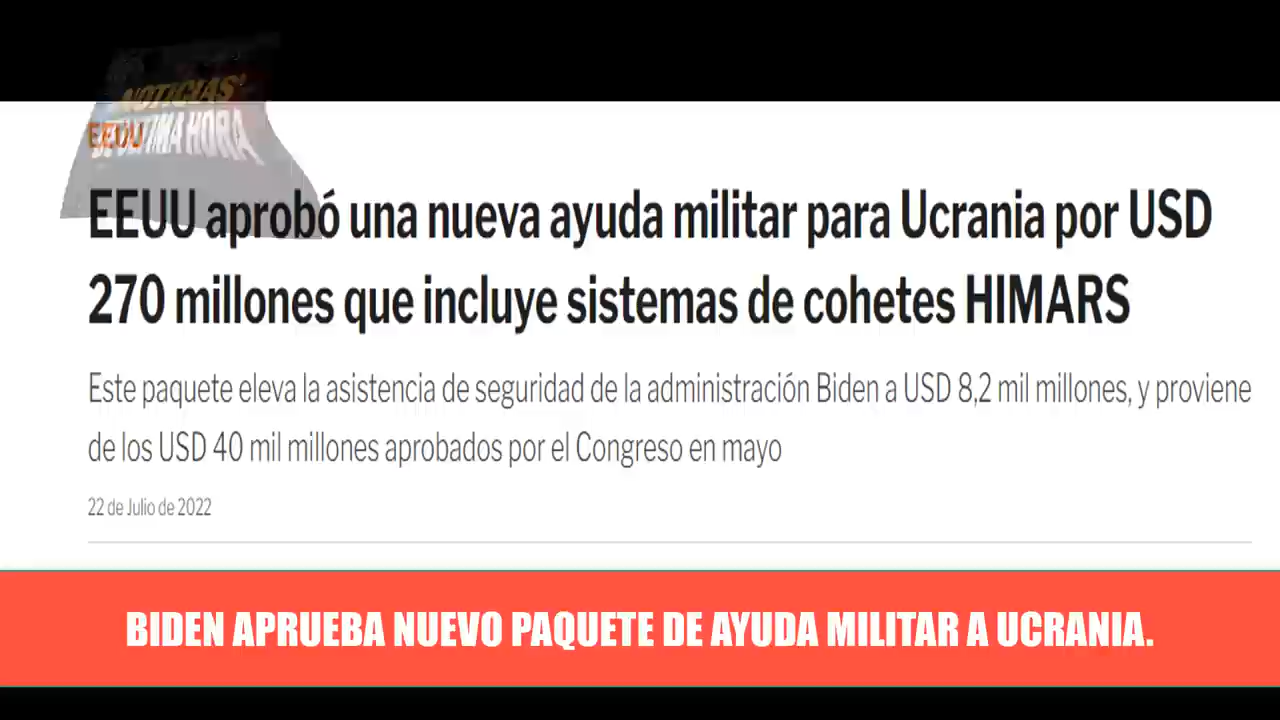 NOTICIAS
DE ÚLTIMA HORA
EEUU
EEUU aprobó una nueva ayuda militar para Ucrania por USD
270 millones que incluye sistemas de cohetes HIMARS
Este paquete eleva la asistencia de seguridad de la administración Biden a USD 8,2 mil millones, y proviene
de los USD 40 mil millones aprobados por el Congreso en mayo
22 de Julio de 2022
BIDEN APRUEBA NUEVO PAQUETE DE AYUDA MILITAR A UCRANIA.